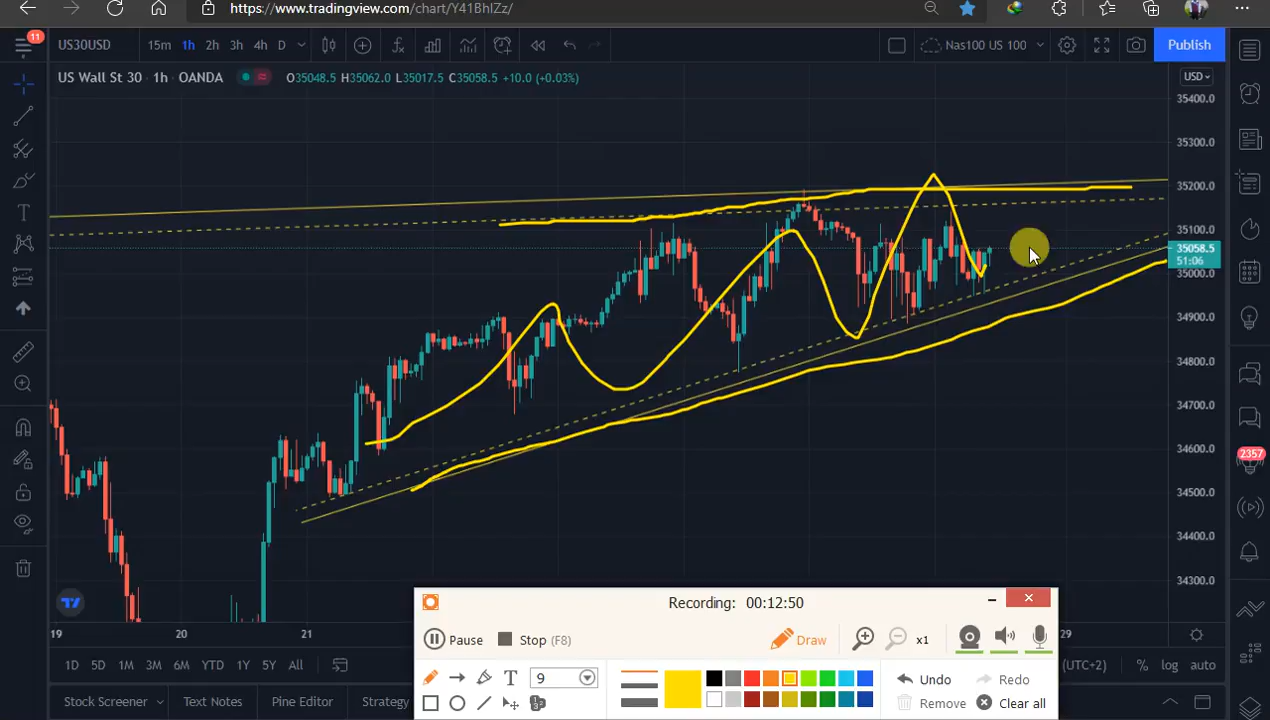 https://www.tradingview.com/chart/Y41BhlZz/
11
US30USD 15m 1h 2h 3h 4h D Nas100 US 100 Publish
US Wall St 30 · 1h · OANDA O35048.5 H35062.0 L35017.5 C35058.5 +10.0 (+0.03%)
USD
35400.0
35300.0
35200.0
35100.0
35058.5
51:06
35000.0
34900.0
34800.0
34700.0
34600.0
34500.0
34400.0
34300.0
2357
Recording: 00:12:50
19 20 21 29
Pause Stop (F8) Draw x1
1D 5D 1M 3M 6M YTD 1Y 5Y All (UTC+2) % log auto
T 9 Undo Redo
Stock Screener Text Notes Pine Editor Strategy Remove Clear all